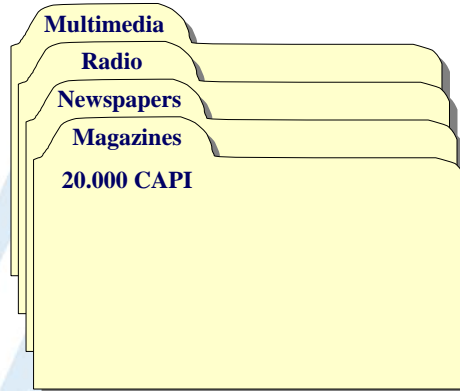 Multimedia
Radio
Newspapers
Magazines
20.000 CAPI